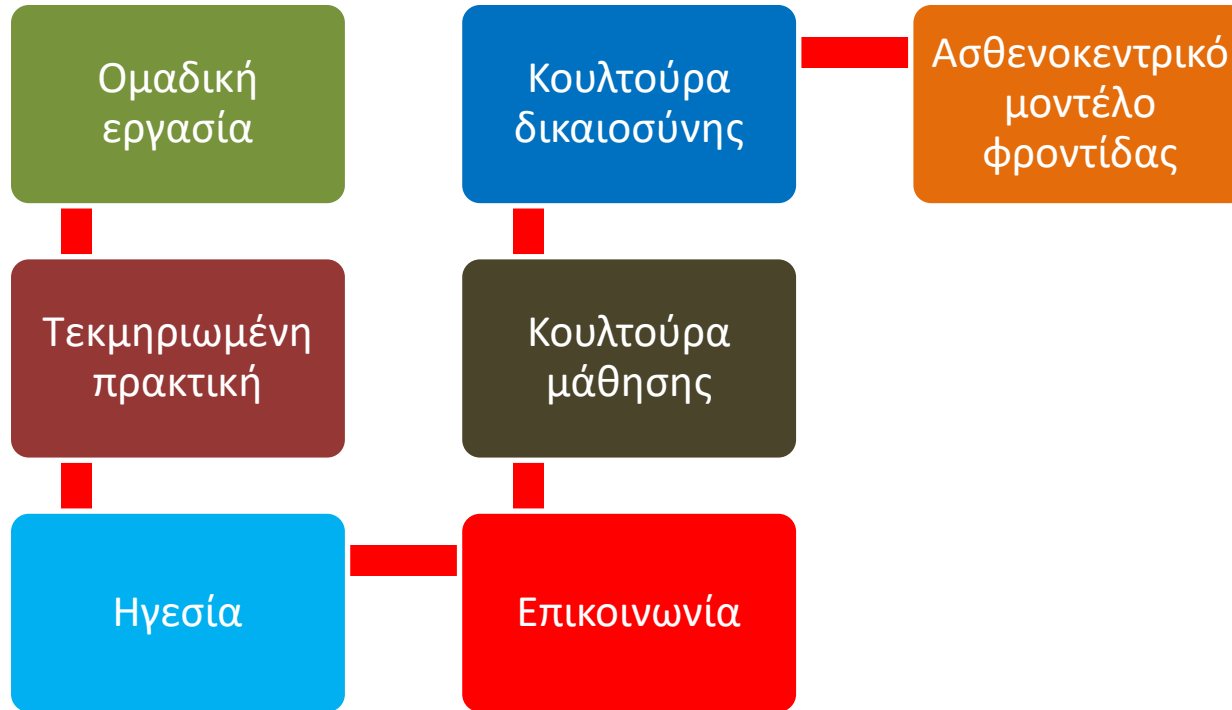 Ομαδική
εργασία
Τεκμηριωμένη
πρακτική
Ηγεσία
Επικοινωνία
Κουλτούρα
μάθησης
Κουλτούρα
δικαιοσύνης
Ασθενοκεντρικό
μοντέλο
φροντίδας